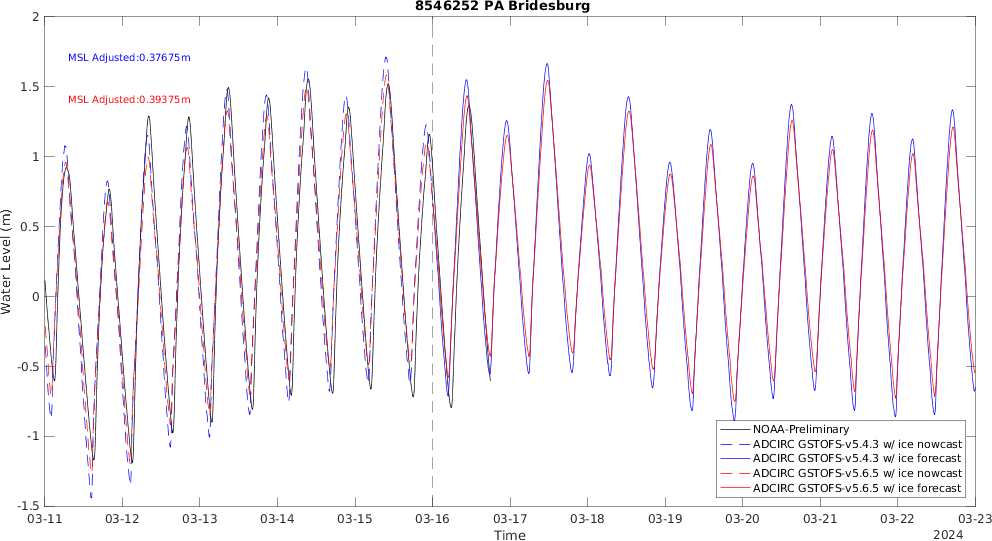 8546252 PA Bridesburg
MSL Adjusted:0.37675m
MSL Adjusted:0.39375m
Water Level (m)
2
1.5
1
0.5
0
-0.5
-1
-1.5
NOAA-Preliminary
ADCIRC GSTOFS-v5.4.3 w/ ice nowcast
ADCIRC GSTOFS-v5.4.3 w/ ice forecast
ADCIRC GSTOFS-v5.6.5 w/ ice nowcast
ADCIRC GSTOFS-v5.6.5 w/ ice forecast
03-11 03-12 03-13 03-14 03-15 03-16 03-17 03-18 03-19 03-20 03-21 03-22 03-23
Time
2024